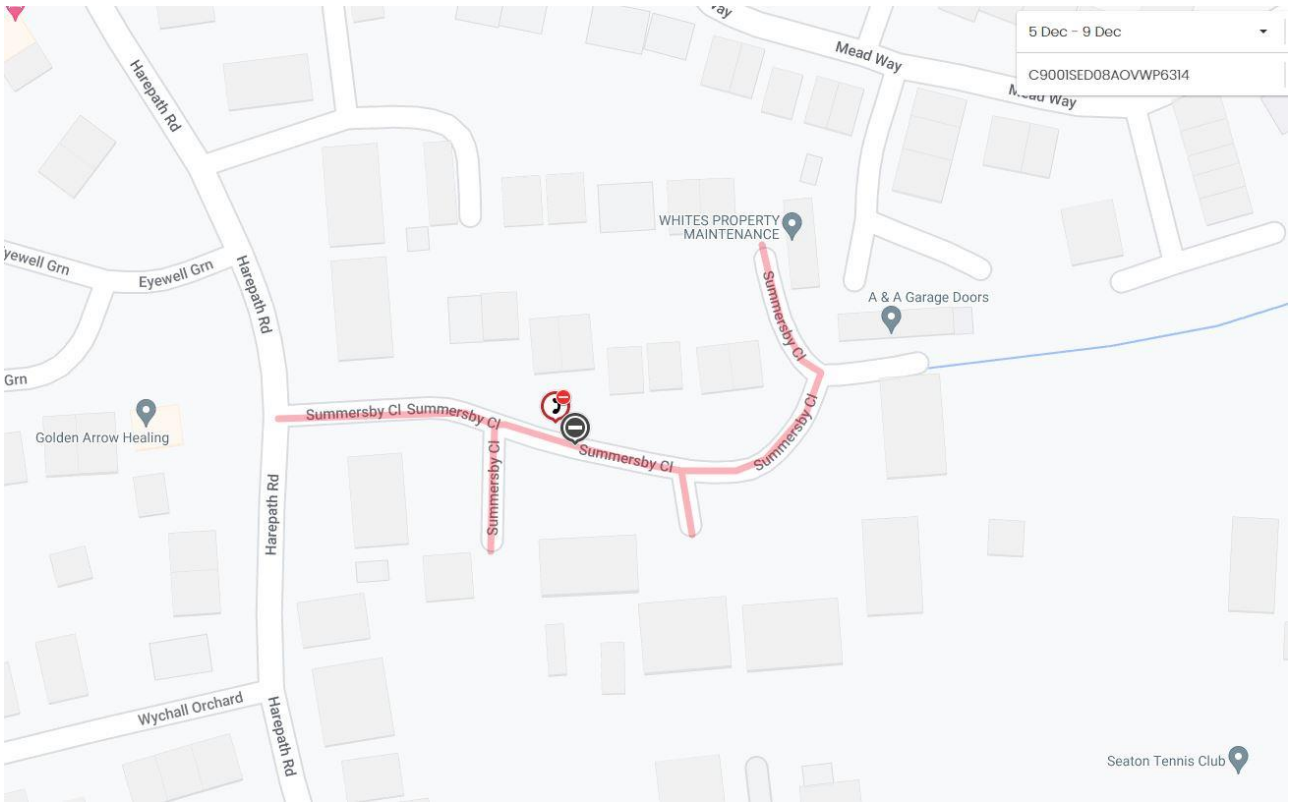 way
5 Dec - 9 Dec
C9001SED08AOVWP6314
Mead Way
Mead Way
Harepath Rd
WHITES PROPERTY
MAINTENANCE
Eyewell Grn
yewell Grn
Harepath Rd
Summersby Cl
A & A Garage Doors
Grn
Summersby Cl
Summersby Cl
Golden Arrow Healing
Summersby Cl
Summersby Cl
Summersby Cl
Harepath Rd
Wychall Orchard
Harepath Rd
Seaton Tennis Club